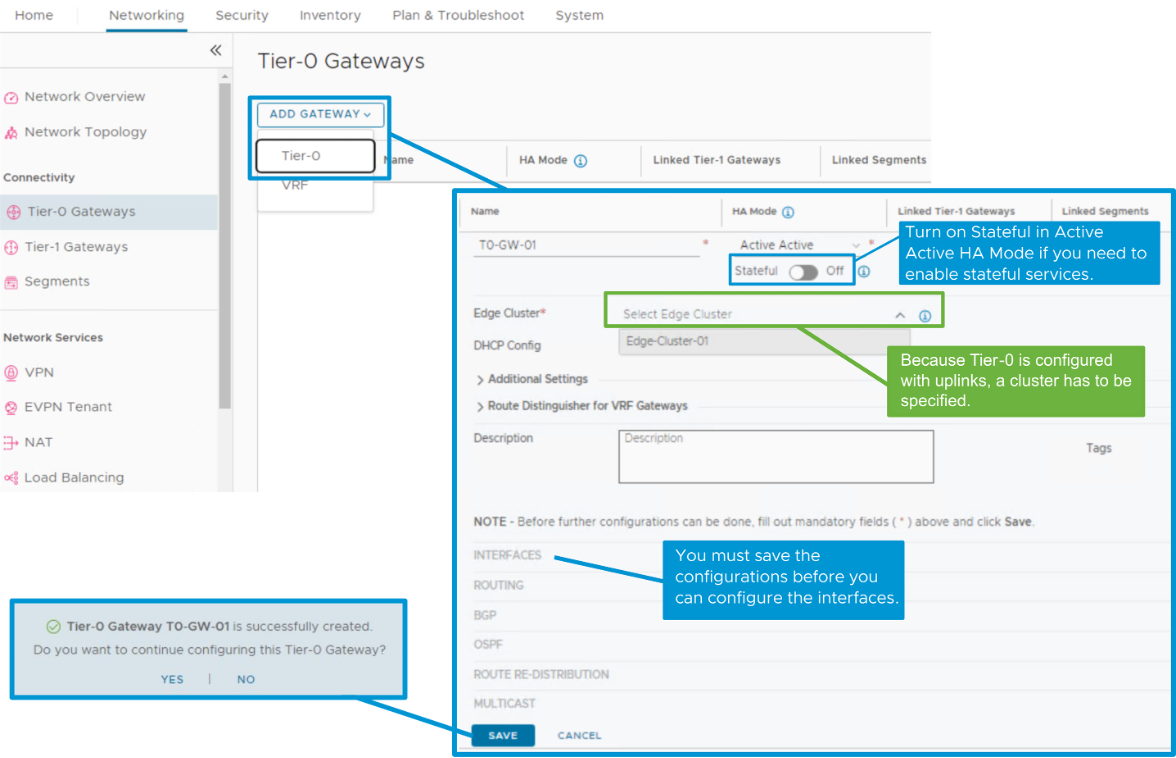 Home
Networking
Security
Inventory
Plan & Troubleshoot
System
Network Overview
Network Topology
Connectivity
Tier-0 Gateways
Tier-1 Gateways
Segments
Network Services
VPN
EVPN Tenant
NAT
Load Balancing
Tier-0 Gateways
ADD GATEWAY
Tier-0
VRF
Name
HA Mode
Linked Tier-1 Gateways
Linked Segments
Name
HA Mode
Linked Tier-1 Gateways
Linked Segments
T0-GW-01 *
Active Active *
Stateful Off
Turn on Stateful in Active
Active HA Mode if you need to
enable stateful services.
Edge Cluster*
Select Edge Cluster
Edge-Cluster-01
DHCP Config
Because Tier-0 is configured
with uplinks, a cluster has to be
specified.
Additional Settings
Route Distinguisher for VRF Gateways
Description
Description
Tags
NOTE - Before further configurations can be done, fill out mandatory fields ( * ) above and click Save.
INTERFACES
You must save the
configurations before you
can configure the interfaces.
ROUTING
BGP
OSPF
ROUTE RE-DISTRIBUTION
MULTICAST
SAVE
CANCEL
Tier-0 Gateway T0-GW-01 is successfully created.
Do you want to continue configuring this Tier-0 Gateway?
YES | NO